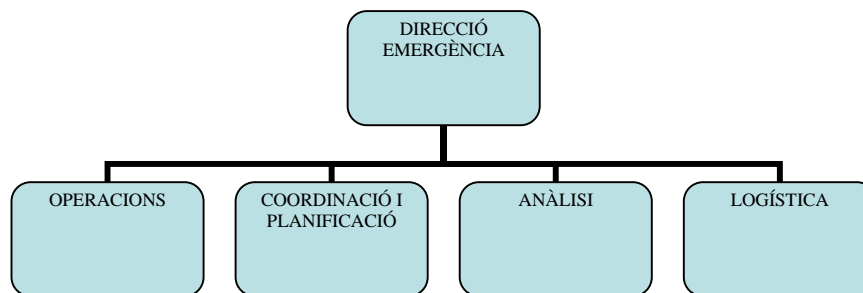 DIRECCIÓ
EMERGÈNCIA
OPERACIONS
COORDINACIÓ I
PLANIFICACIÓ
ANÀLISI
LOGÍSTICA